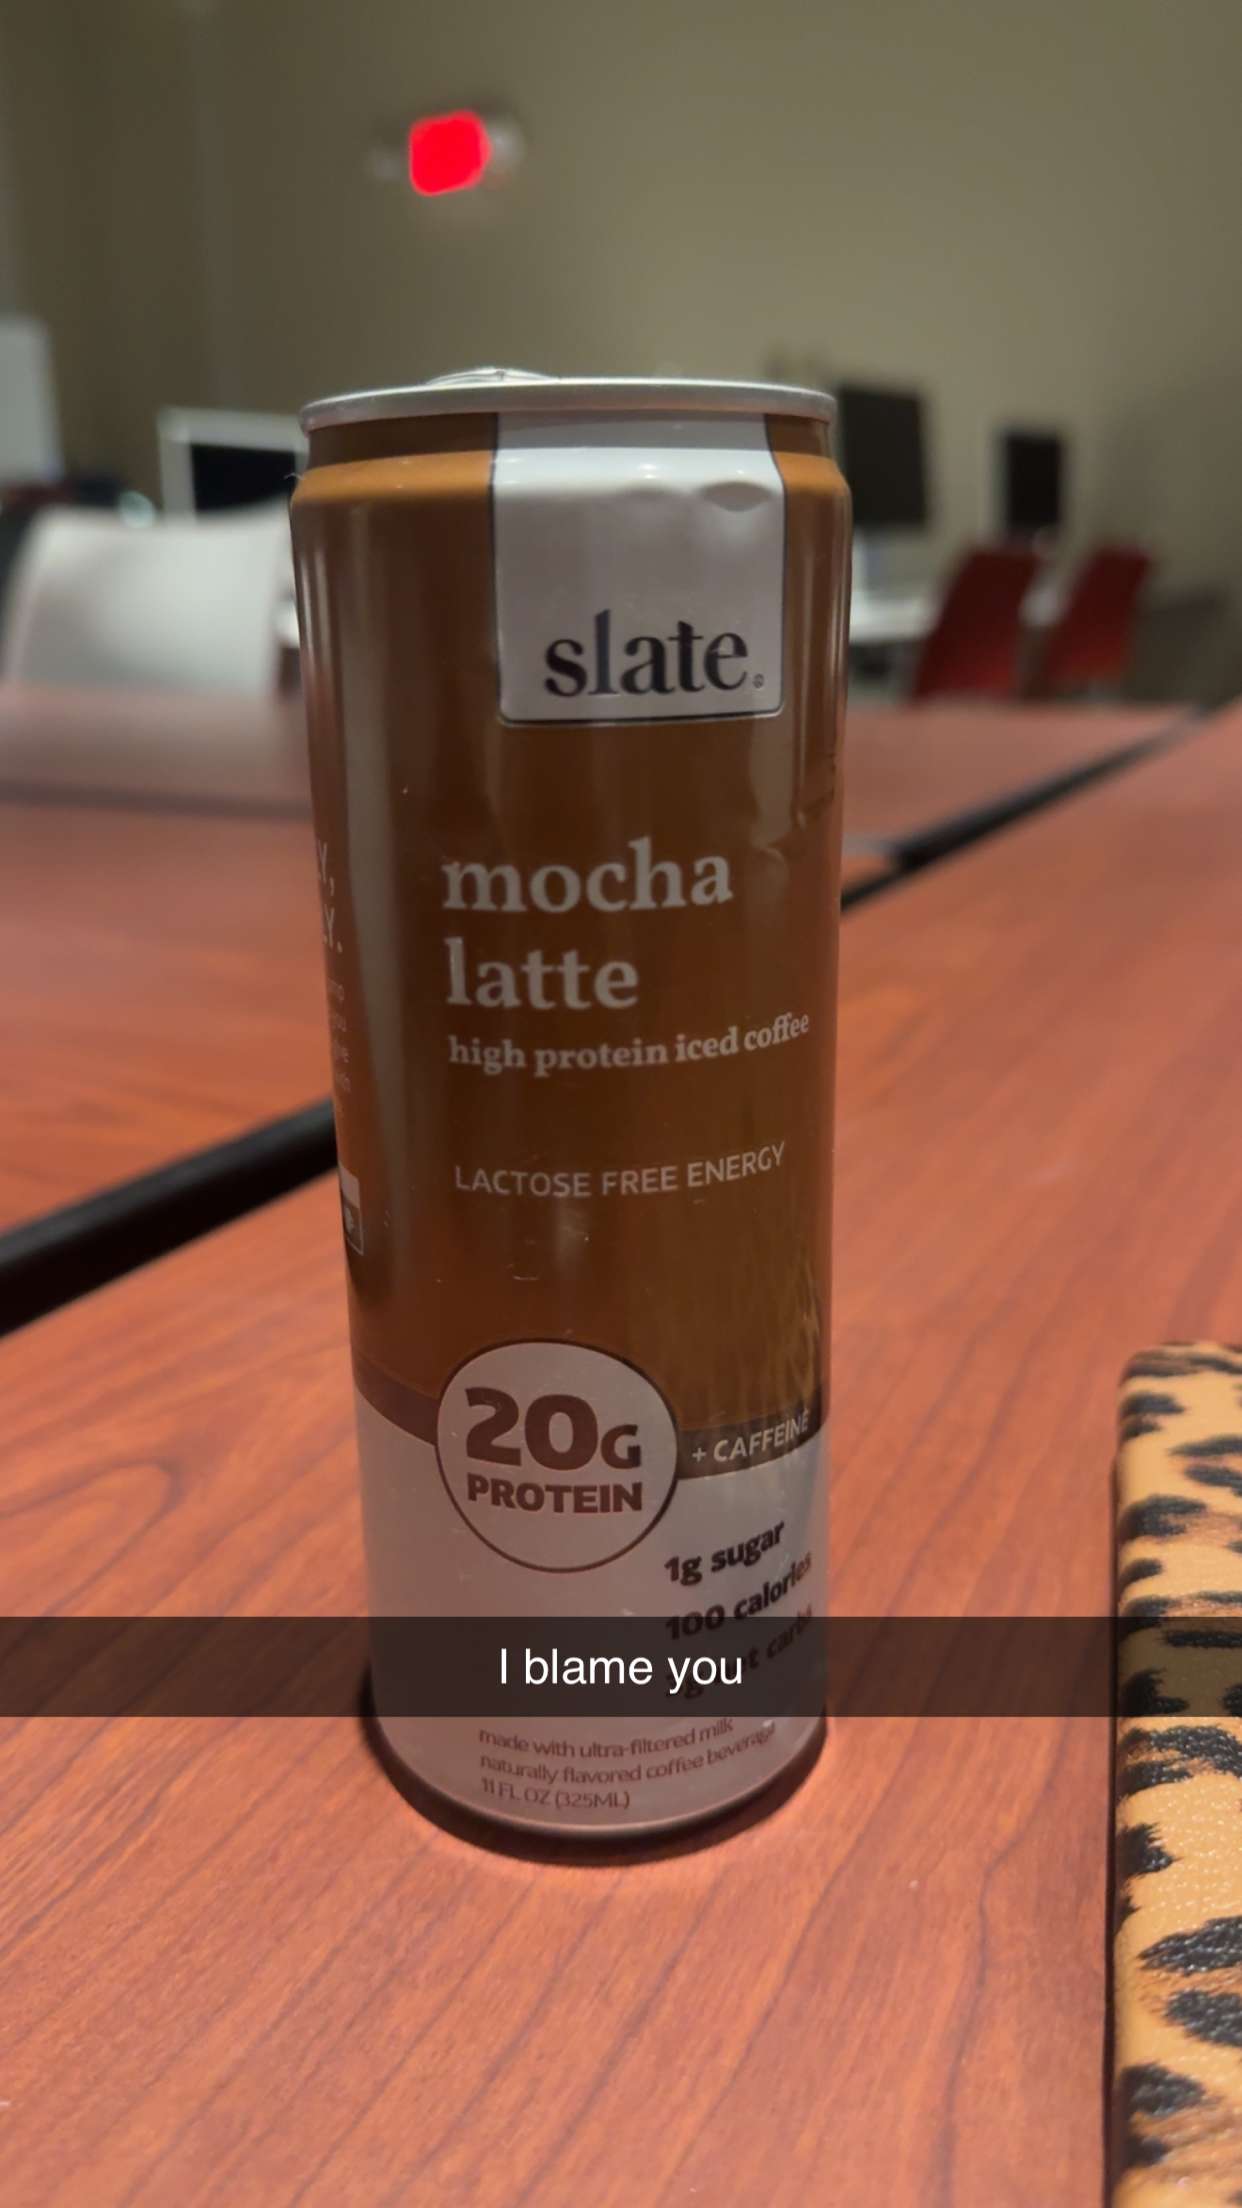 slate.
mocha
latte
high protein iced coffee
LACTOSE FREE ENERGY
20G
PROTEIN
+ CAFFEINE
1g sugar
100 calories
I blame you
made with ultra-filtered milk
naturally flavored coffee beverage
11 FL OZ (325ML)